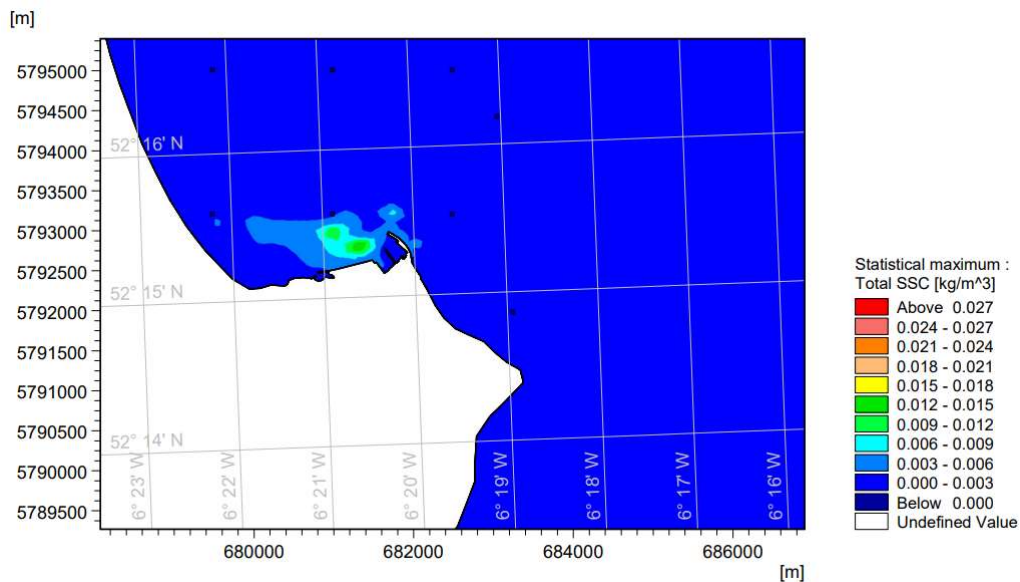 [m]
5795000
5794500
5794000
5793500
5793000
5792500
5792000
5791500
5791000
5790500
5790000
5789500
52° 16' N
52° 15' N
52° 14' N
6° 23' W
6° 22' W
6° 21' W
6° 20' W
6° 19' W
6° 18' W
6° 17' W
6° 16' W
680000
682000
684000
686000
[m]
Statistical maximum :
Total SSC [kg/m^3]
Above 0.027
0.024 - 0.027
0.021 - 0.024
0.018 - 0.021
0.015 - 0.018
0.012 - 0.015
0.009 - 0.012
0.006 - 0.009
0.003 - 0.006
0.000 - 0.003
Below 0.000
Undefined Value